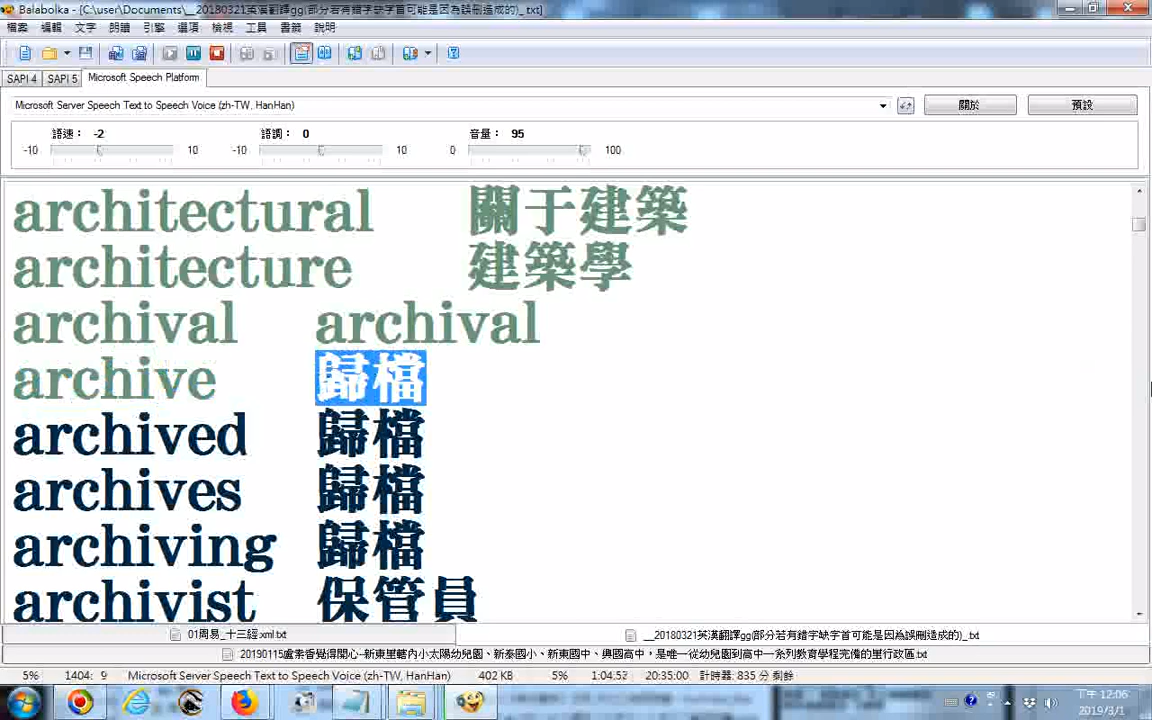 Balabolka - [C:\user\Documents\__20180321英漢翻譯gg(部分若有錯字缺字首可能是因為誤刪造成的)_.txt]
檔案 編輯 文字 朗讀 引擎 選項 檢視 工具 書籤 說明
SAPI 4 SAPI 5 Microsoft Speech Platform
Microsoft Server Speech Text to Speech Voice (zh-TW, HanHan) 關於 預設
語速： -2 語調： 0 音量： 95
-10 10 -10 10 0 100
architectural 關于建築
architecture 建築學
archival archival
archive 歸檔
archived 歸檔
archives 歸檔
archiving 歸檔
archivist 保管員
01周易_十三經.xml.txt __20180321英漢翻譯gg(部分若有錯字缺字首可能是因為誤刪造成的)_.txt
20190115盧素香覺得開心-新東里轄內小太陽幼兒園、新泰國小、新東國中、興國高中，是唯一從幼兒園到高中一系列教育學程完備的里行政區.txt
5% 1404: 9 Microsoft Server Speech Text to Speech Voice (zh-TW, HanHan) 402 KB 5% 1:04:53 20:35:00 計時器: 835 分 剩餘
下午 12:06
2019/3/1